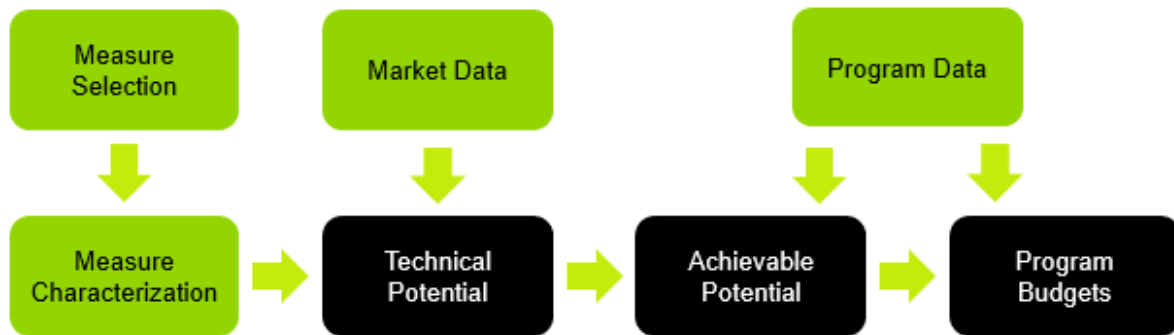 Measure
Selection
Market Data
Program Data
Measure
Characterization
Technical
Potential
Achievable
Potential
Program
Budgets